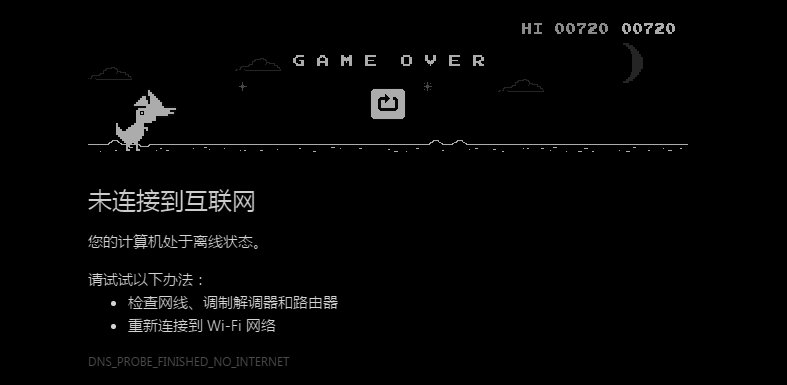 HI 00720 00720
GAME OVER
未连接到互联网
您的计算机处于离线状态。
请试试以下办法：
检查网线、调制解调器和路由器
重新连接到 Wi-Fi 网络
DNS_PROBE_FINISHED_NO_INTERNET